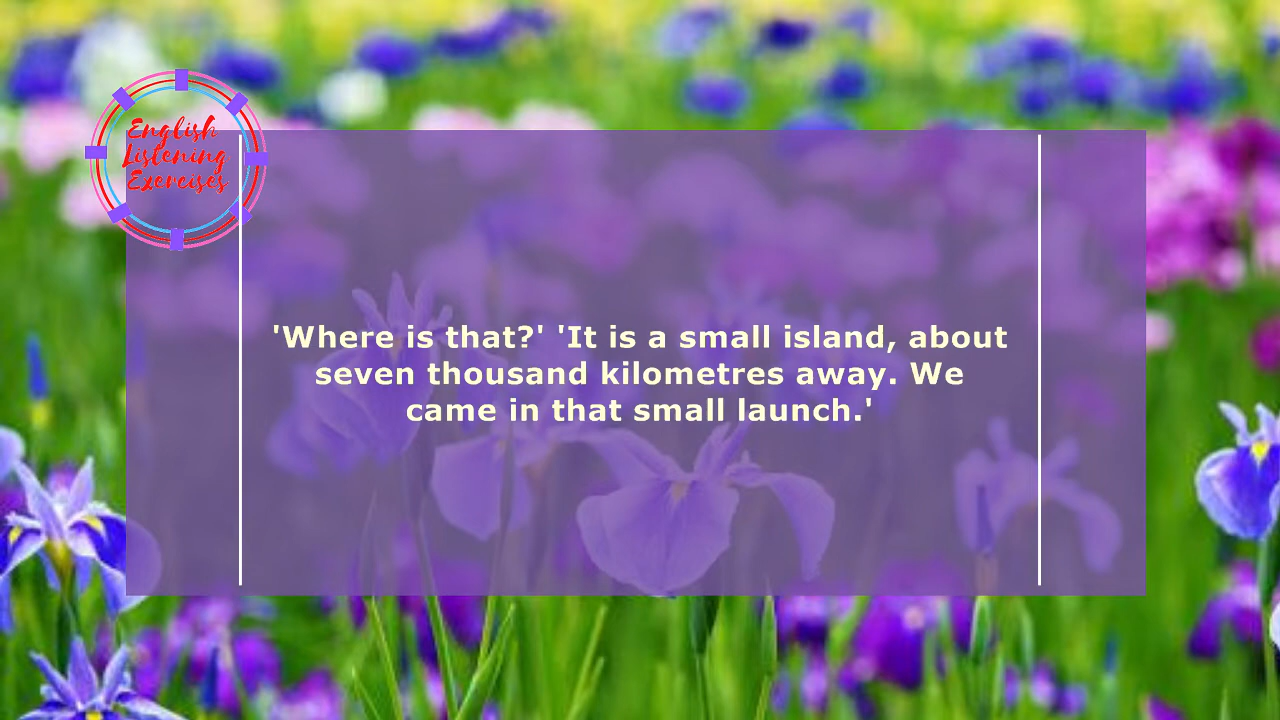 English
Listening
Exercises
'Where is that?' 'It is a small island, about
seven thousand kilometres away. We
came in that small launch.'